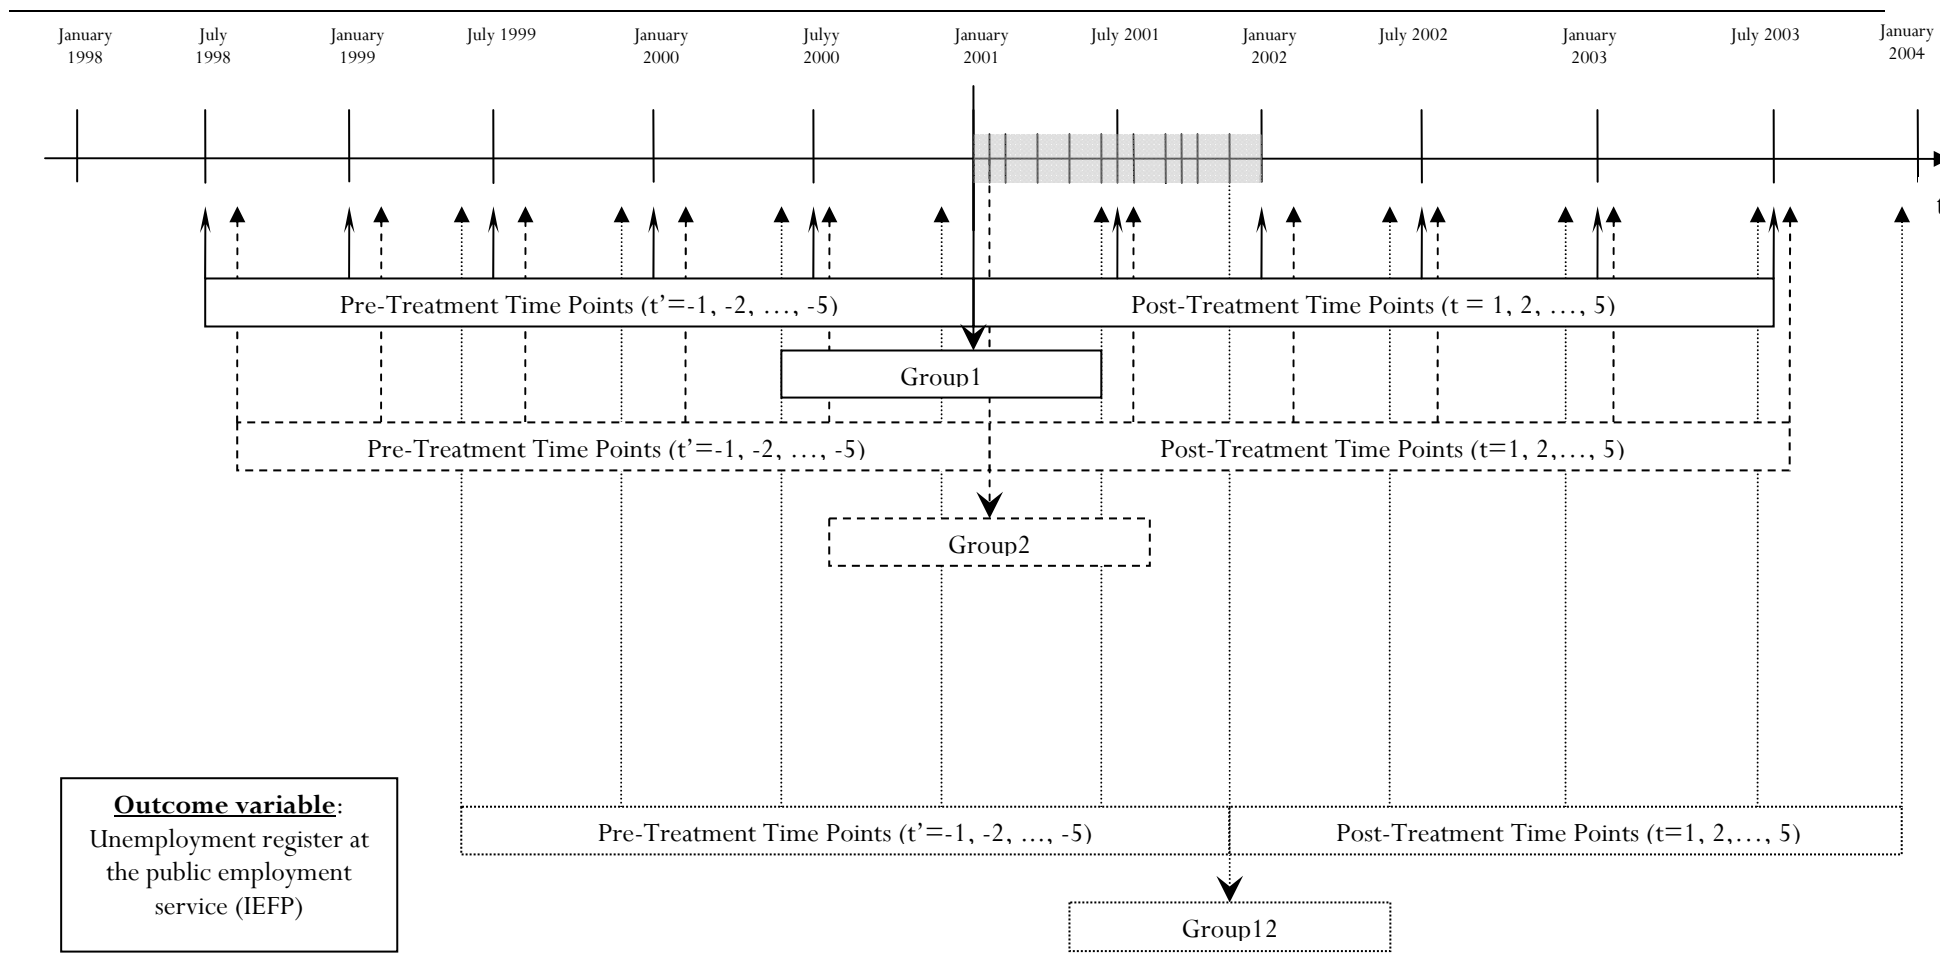 January 1998
July 1998
January 1999
July 1999
January 2000
Julyy 2000
January 2001
July 2001
January 2002
July 2002
January 2003
July 2003
January 2004
t
Pre-Treatment Time Points (t’=-1, -2, …, -5)
Post-Treatment Time Points (t = 1, 2, …, 5)
Group1
Pre-Treatment Time Points (t’=-1, -2, …, -5)
Post-Treatment Time Points (t=1, 2,…, 5)
Group2
Outcome variable:
Unemployment register at
the public employment
service (IEFP)
Pre-Treatment Time Points (t’=-1, -2, …, -5)
Post-Treatment Time Points (t=1, 2,…, 5)
Group12